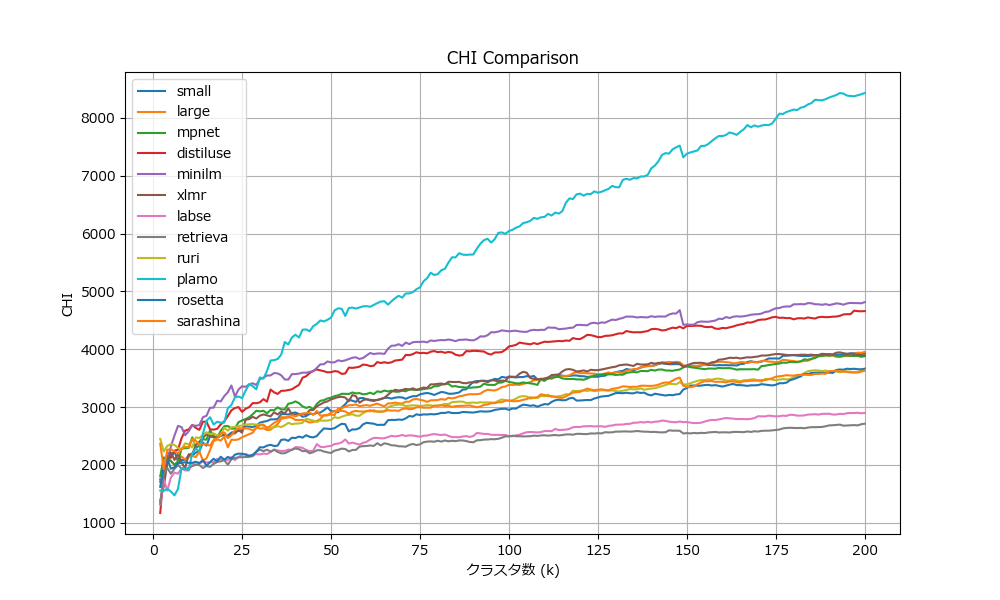 CHI Comparison
small
large
mpnet
distiluse
minilm
xlmr
labse
retrieva
ruri
plamo
rosetta
sarashina
CHI
8000
7000
6000
5000
4000
3000
2000
1000
0 25 50 75 100 125 150 175 200
クラスタ数 (k)